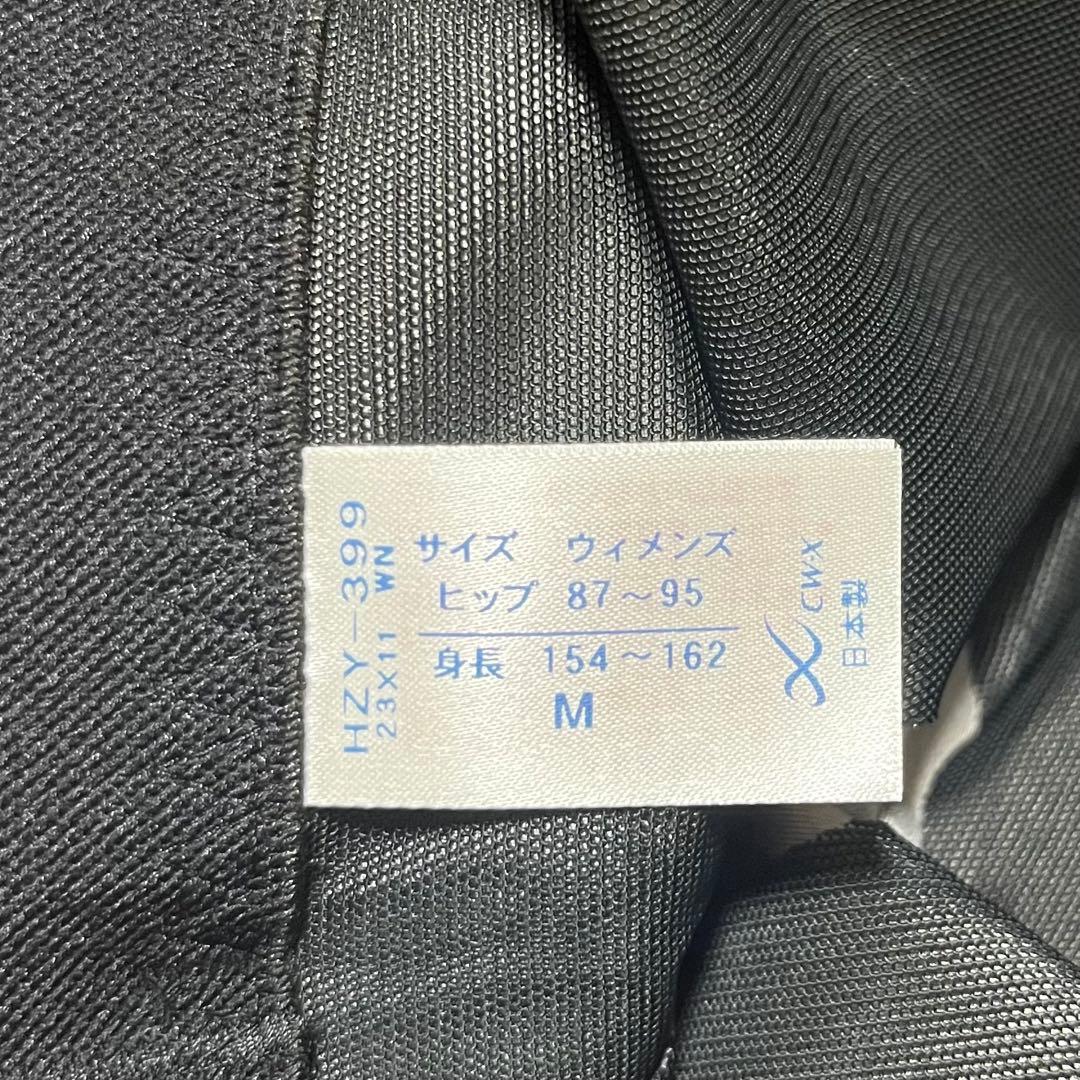 サイズ ウィメンズ
ヒップ 87～95
身長 154～162
M
HZY-399
23X11 WN
CW-X
日本製